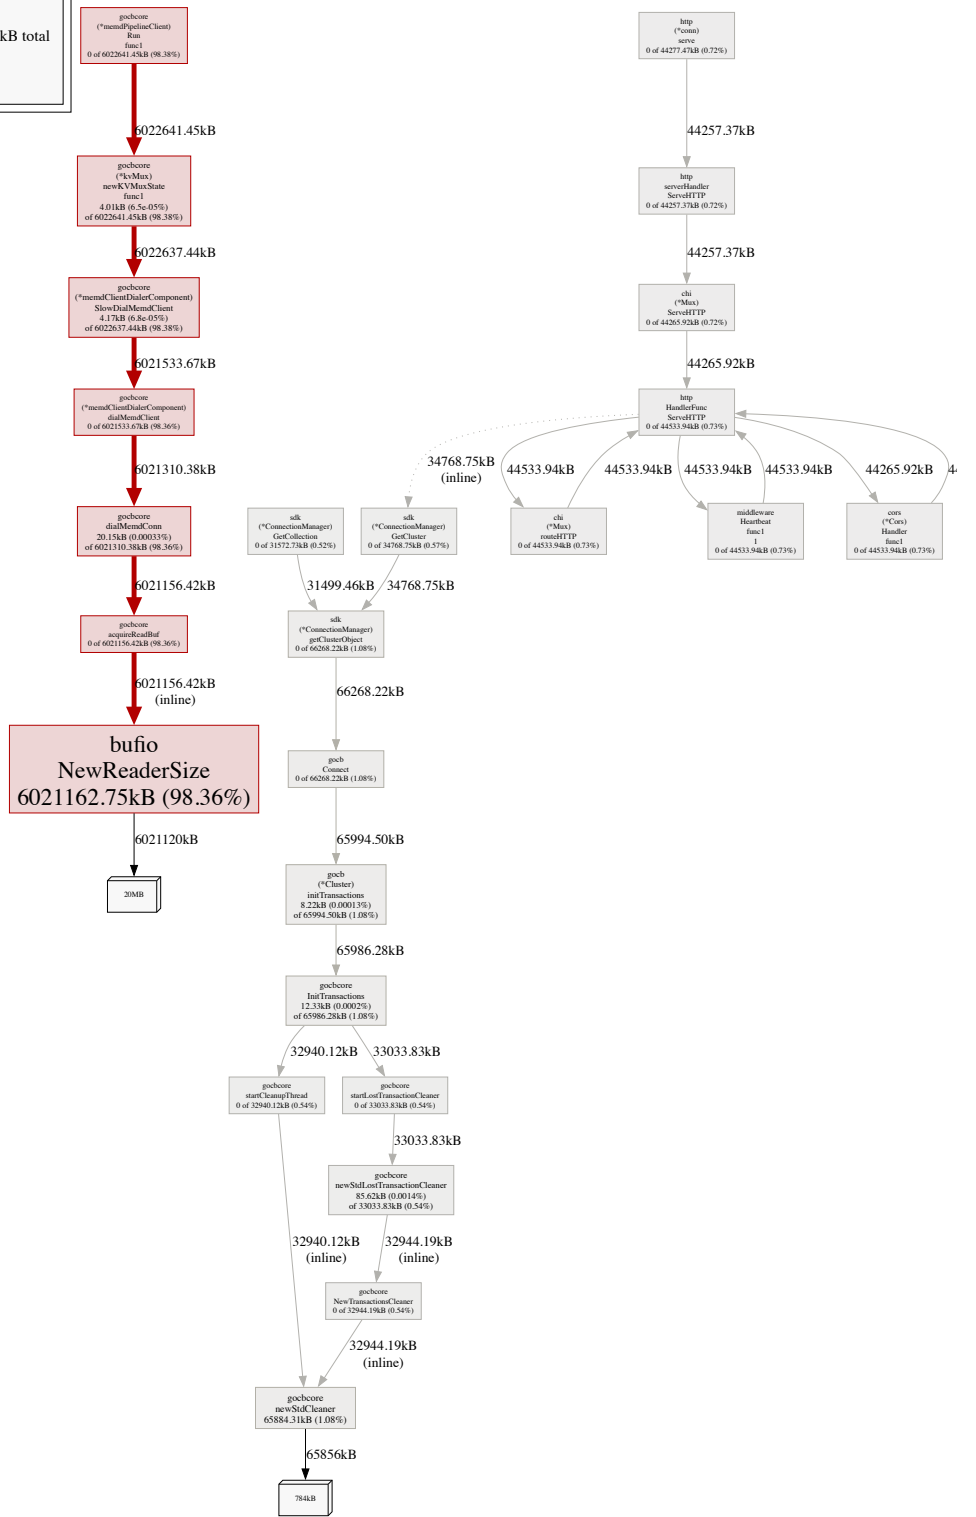 kB total
gocbcore
(*memdPipelineClient)
Run
func1
0 of 6022641.45kB (98.38%)
6022641.45kB
gocbcore
(*kvMux)
newKVMuxState
func1
4.01kB (6.5e-05%)
of 6022641.45kB (98.38%)
6022637.44kB
gocbcore
(*memdClientDialerComponent)
SlowDialMemdClient
4.17kB (6.8e-05%)
of 6022637.44kB (98.38%)
6021533.67kB
gocbcore
(*memdClientDialerComponent)
dialMemdClient
0 of 6021533.67kB (98.36%)
6021310.38kB
gocbcore
dialMemdConn
20.15kB (0.00033%)
of 6021310.38kB (98.36%)
6021156.42kB
gocbcore
acquireReadBuf
0 of 6021156.42kB (98.36%)
6021156.42kB
(inline)
bufio
NewReaderSize
6021162.75kB (98.36%)
6021120kB
20MB
http
(*conn)
serve
0 of 44277.47kB (0.72%)
44257.37kB
http
serverHandler
ServeHTTP
0 of 44257.37kB (0.72%)
44257.37kB
chi
(*Mux)
ServeHTTP
0 of 44265.92kB (0.72%)
44265.92kB
http
HandlerFunc
ServeHTTP
0 of 44533.94kB (0.73%)
34768.75kB
(inline)
44533.94kB
44533.94kB
44533.94kB
44533.94kB
44265.92kB
44
sdk
(*ConnectionManager)
GetCollection
0 of 31572.73kB (0.52%)
sdk
(*ConnectionManager)
GetCluster
0 of 34768.75kB (0.57%)
chi
(*Mux)
routeHTTP
0 of 44533.94kB (0.73%)
middleware
Heartbeat
func1
1
0 of 44533.94kB (0.73%)
cors
(*Cors)
Handler
func1
0 of 44533.94kB (0.73%)
31499.46kB
34768.75kB
sdk
(*ConnectionManager)
getClusterObject
0 of 66268.22kB (1.08%)
66268.22kB
gocb
Connect
0 of 66268.22kB (1.08%)
65994.50kB
gocb
(*Cluster)
initTransactions
8.22kB (0.00013%)
of 65994.50kB (1.08%)
65986.28kB
gocbcore
InitTransactions
12.33kB (0.0002%)
of 65986.28kB (1.08%)
32940.12kB
33033.83kB
gocbcore
startCleanupThread
0 of 32940.12kB (0.54%)
gocbcore
startLostTransactionCleaner
0 of 33033.83kB (0.54%)
33033.83kB
gocbcore
newStdLostTransactionCleaner
85.62kB (0.0014%)
of 33033.83kB (0.54%)
32940.12kB
(inline)
32944.19kB
(inline)
gocbcore
NewTransactionsCleaner
0 of 32944.19kB (0.54%)
32944.19kB
(inline)
gocbcore
newStdCleaner
65884.31kB (1.08%)
65856kB
784kB